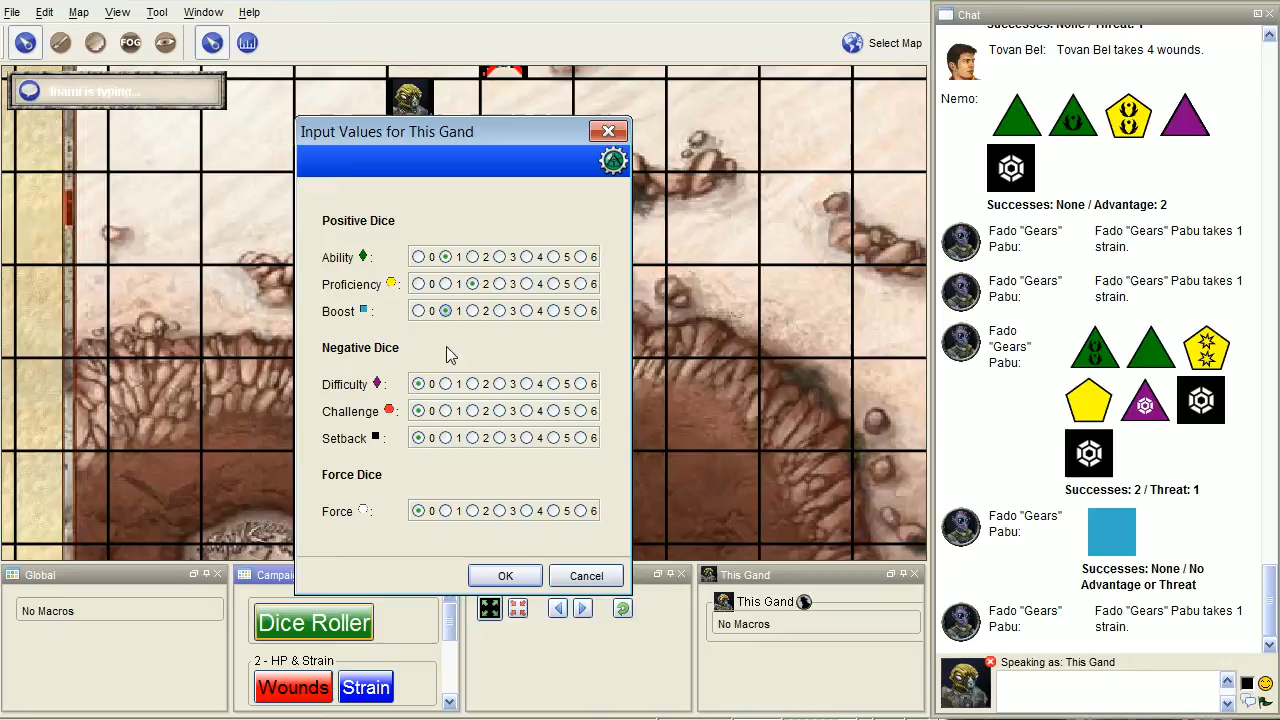 File Edit Map View Tool Window Help
FOG
Select Map
Inami is typing...
Input Values for This Gand
Positive Dice
Ability :
0 1 2 3 4 5 6
Proficiency :
0 1 2 3 4 5 6
Boost :
0 1 2 3 4 5 6
Negative Dice
Difficulty :
0 1 2 3 4 5 6
Challenge :
0 1 2 3 4 5 6
Setback :
0 1 2 3 4 5 6
Force Dice
Force :
0 1 2 3 4 5 6
OK Cancel
Global
No Macros
Campai
Dice Roller
2 - HP & Strain
Wounds Strain
This Gand
This Gand
No Macros
Chat
Successes: None / Threat: 1
Tovan Bel: Tovan Bel takes 4 wounds.
Nemo:
Successes: None / Advantage: 2
Fado "Gears" Pabu: Fado "Gears" Pabu takes 1
strain.
Fado "Gears" Pabu: Fado "Gears" Pabu takes 1
strain.
Fado
"Gears"
Pabu:
Successes: 2 / Threat: 1
Fado "Gears"
Pabu:
Successes: None / No
Advantage or Threat
Fado "Gears" Pabu: Fado "Gears" Pabu takes 1
strain.
Speaking as: This Gand